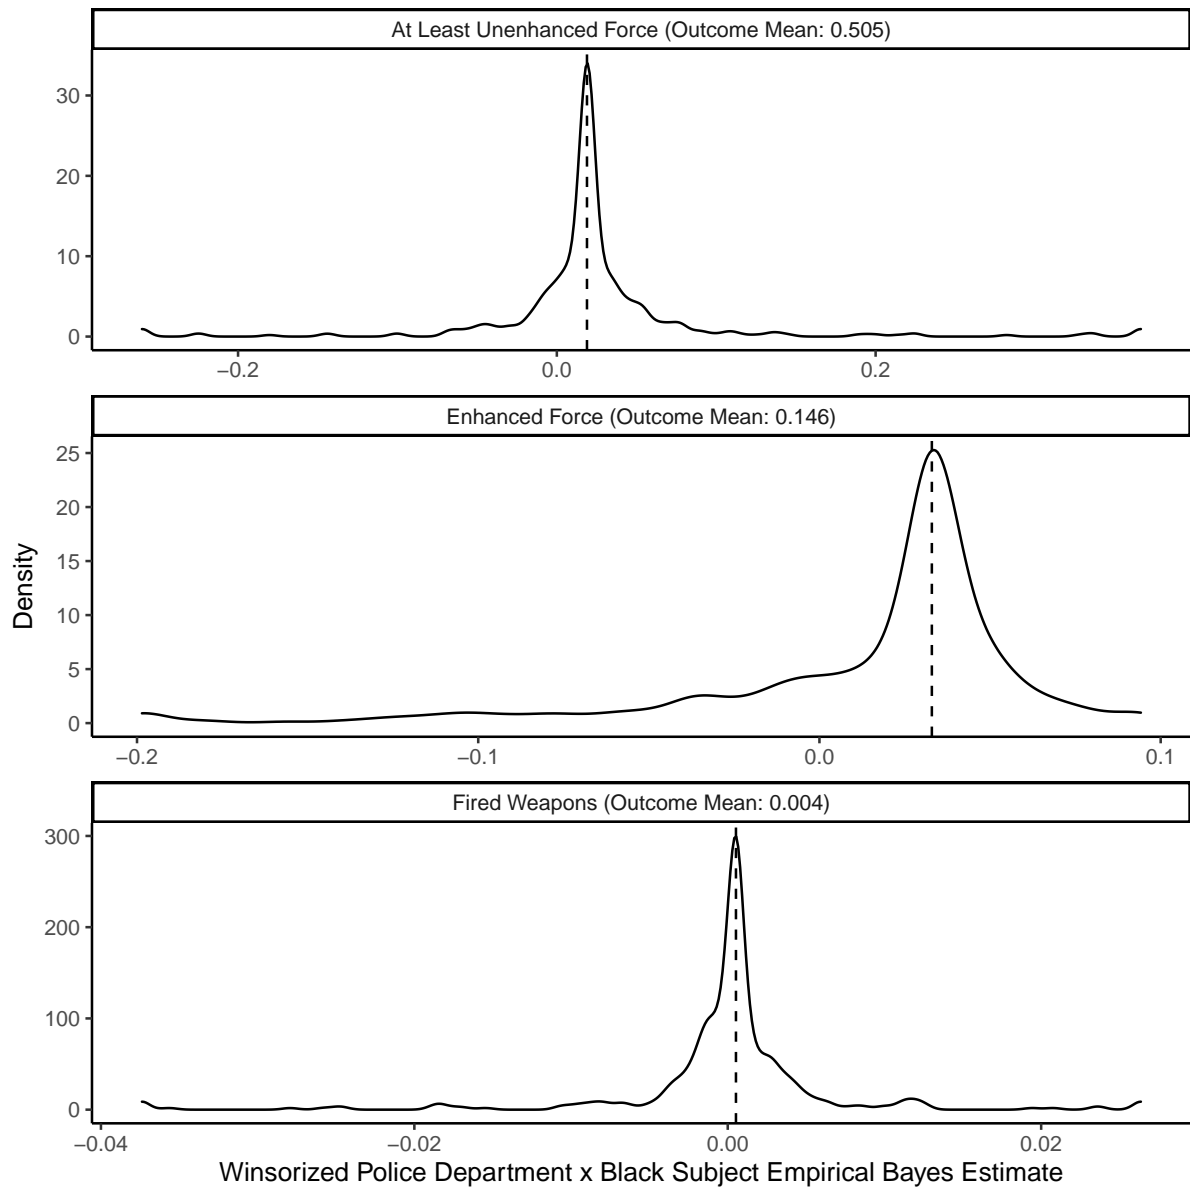 At Least Unenhanced Force (Outcome Mean: 0.505)
30
20
10
0
−0.2 0.0 0.2
Enhanced Force (Outcome Mean: 0.146)
25
20
15
10
5
0
−0.2 −0.1 0.0 0.1
Density
Fired Weapons (Outcome Mean: 0.004)
300
200
100
0
−0.04 −0.02 0.00 0.02
Winsorized Police Department x Black Subject Empirical Bayes Estimate